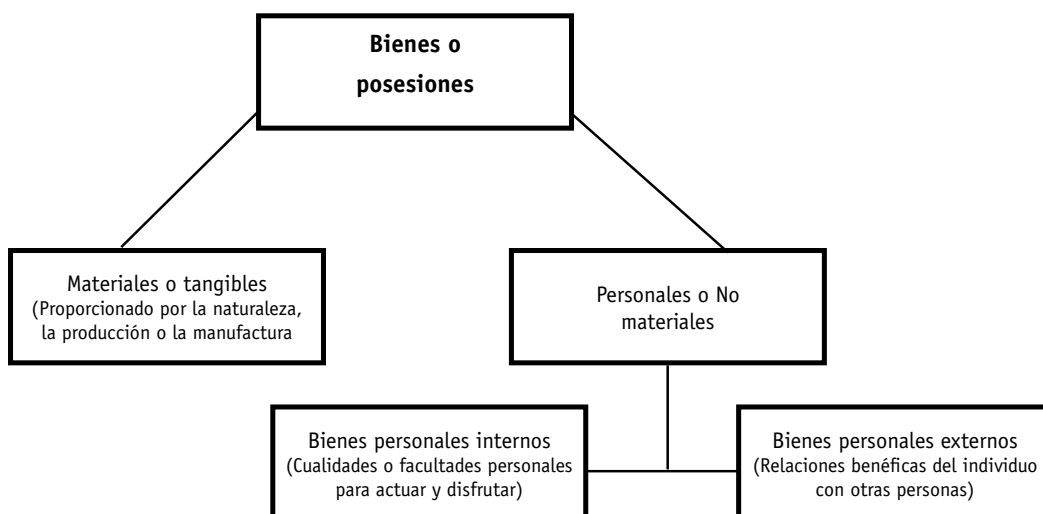 Bienes o
posesiones
Materiales o tangibles
(Proporcionado por la naturaleza,
la producción o la manufactura
Personales o No
materiales
Bienes personales internos
(Cualidades o facultades personales
para actuar y disfrutar)
Bienes personales externos
(Relaciones benéficas del individuo
con otras personas)